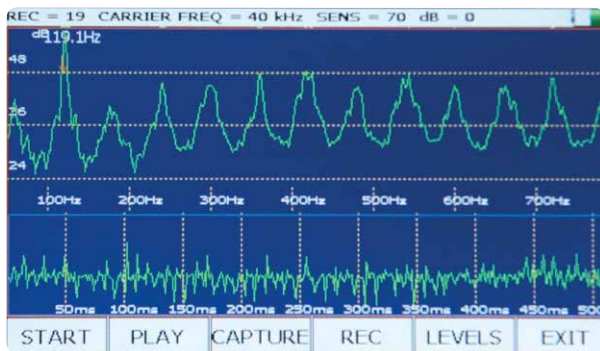 REC = 19 CARRIER FREQ = 40 kHz SENS = 70 dB = 0
dB 119.1Hz
48
36
24
100Hz 200Hz 300Hz 400Hz 500Hz 600Hz 700Hz
50ms 100ms 150ms 200ms 250ms 300ms 350ms 400ms 450ms 500
START PLAY CAPTURE REC LEVELS EXIT